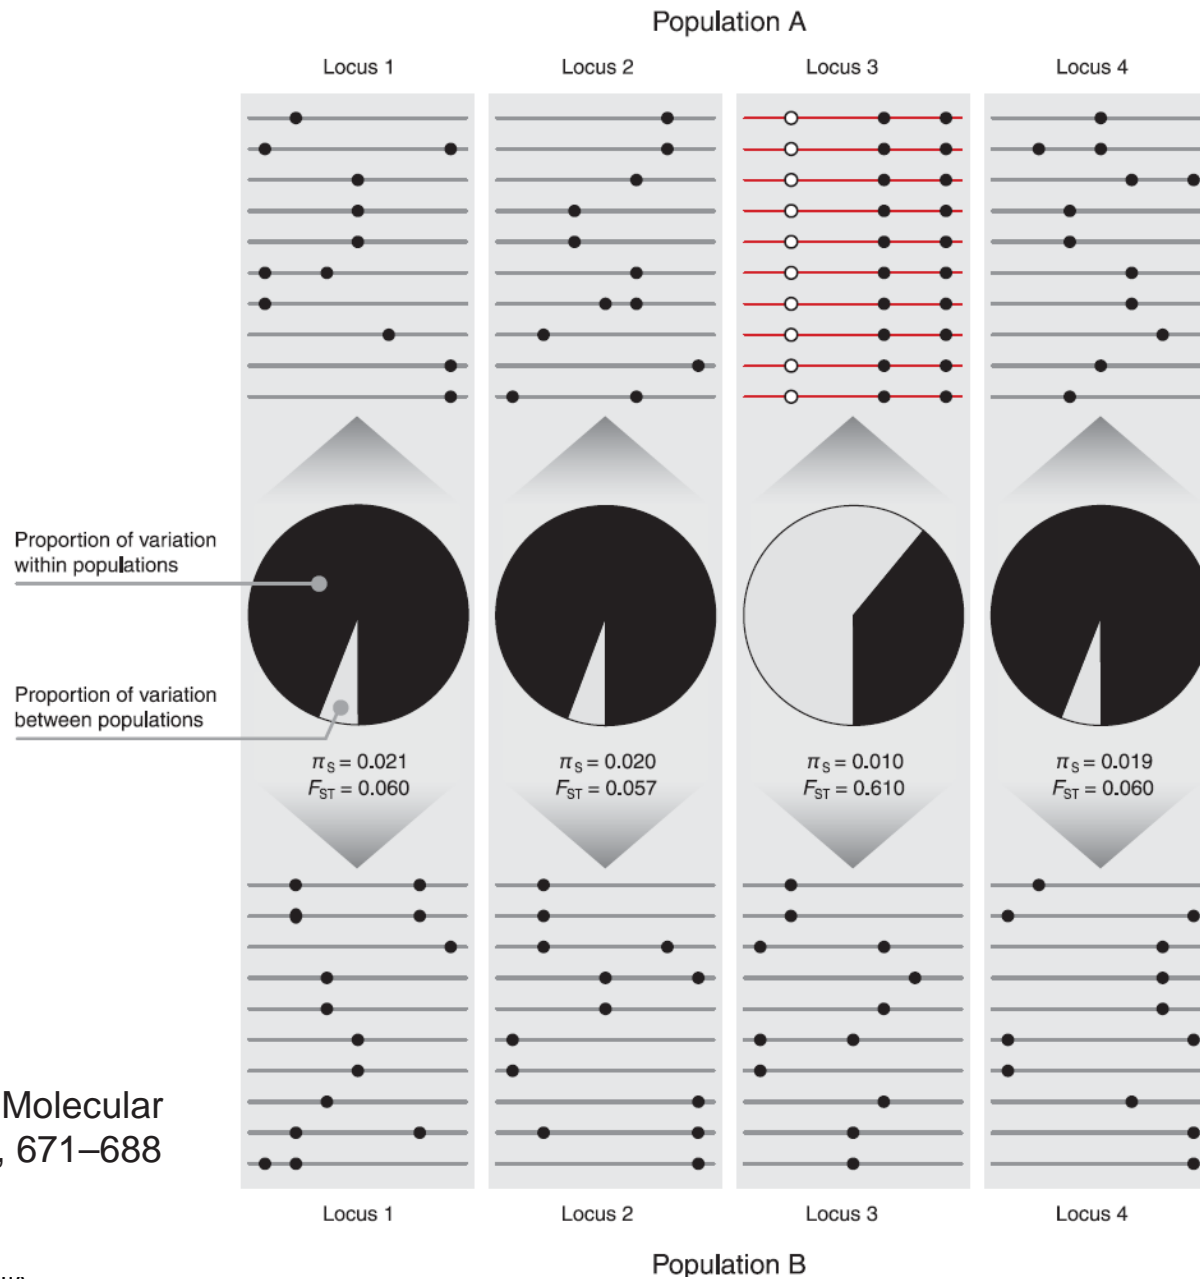 Population A
Locus 1
Locus 2
Locus 3
Locus 4
Proportion of variation
within populations
Proportion of variation
between populations
πS = 0.021
FST = 0.060
πS = 0.020
FST = 0.057
πS = 0.010
FST = 0.610
πS = 0.019
FST = 0.060
Molecular
, 671–688
Locus 1
Locus 2
Locus 3
Locus 4
Population B